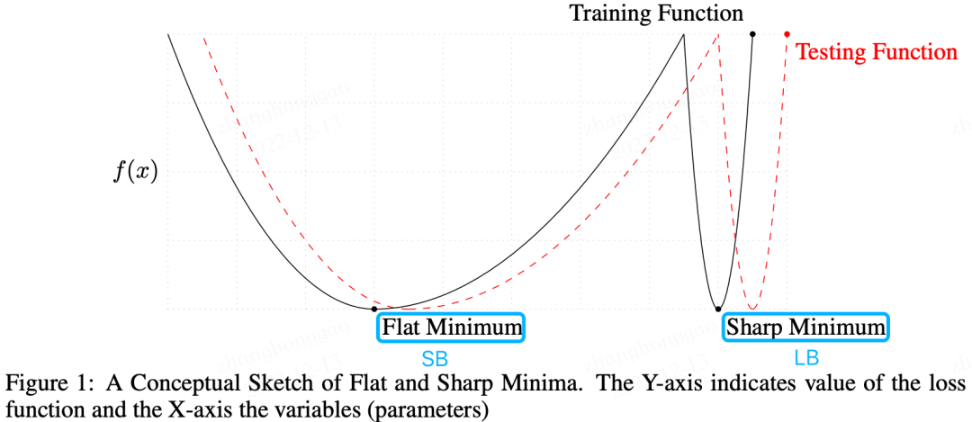 Training Function
Testing Function
f(x)
Flat Minimum
Sharp Minimum
SB
LB
Figure 1: A Conceptual Sketch of Flat and Sharp Minima. The Y-axis indicates value of the loss
function and the X-axis the variables (parameters)